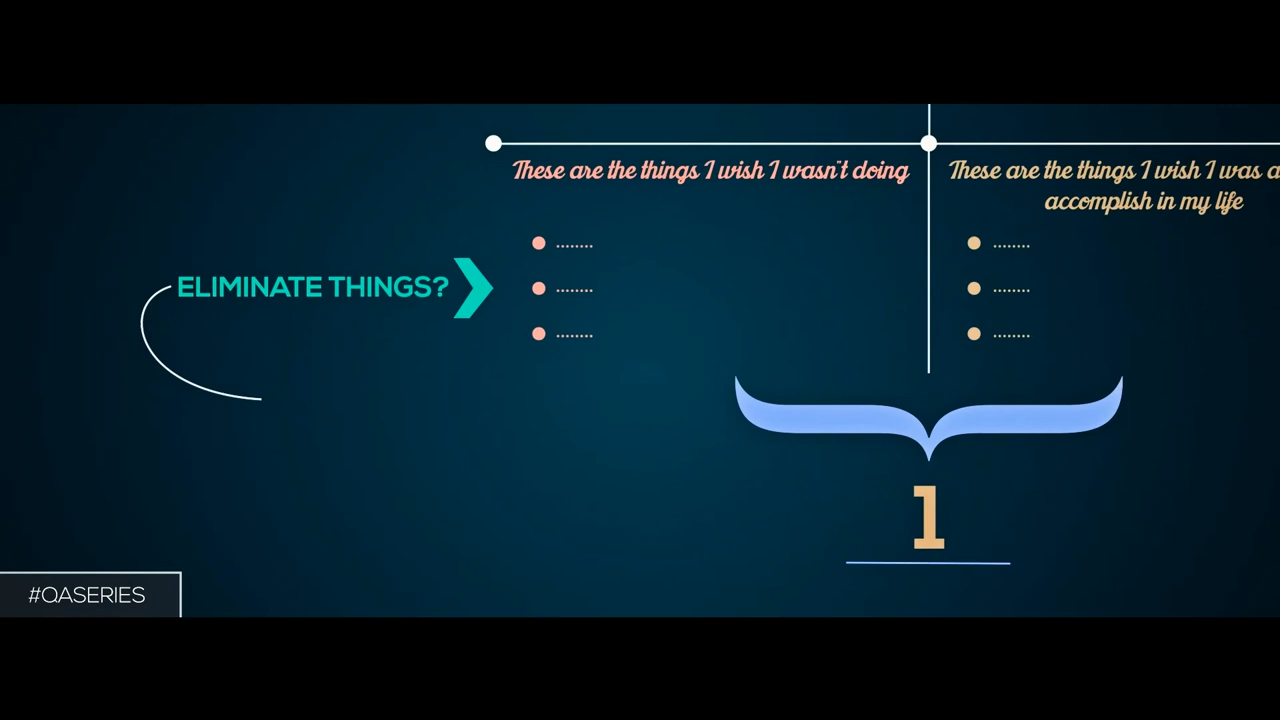 These are the things I wish I wasn't doing
These are the things I wish I was
accomplish in my life
........
........
........
........
........
........
ELIMINATE THINGS?
1
#QASERIES